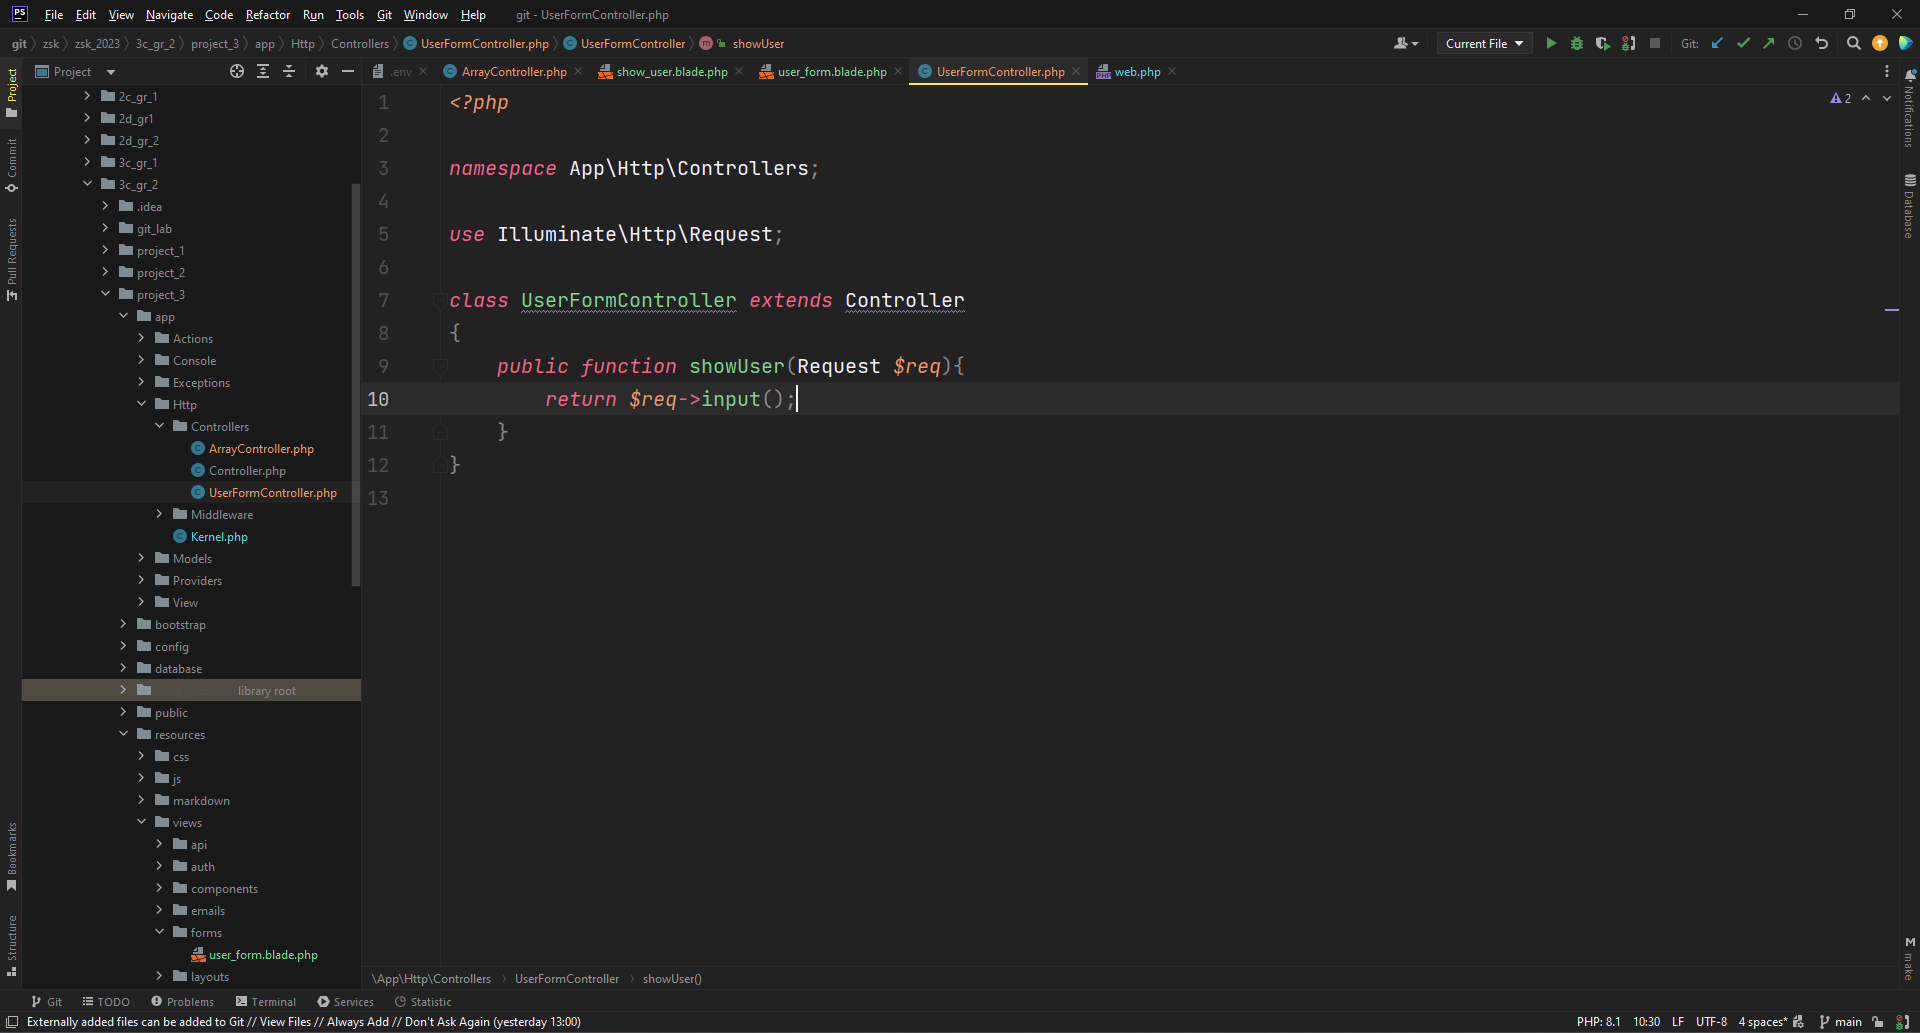 PS File Edit View Navigate Code Refactor Run Tools Git Window Help git - UserFormController.php
git zsk zsk_2023 3c_gr_2 project_3 app Http Controllers UserFormController.php UserFormController m showUser Current File Git:
Project .env ArrayController.php show_user.blade.php user_form.blade.php UserFormController.php web.php
Project
Commit
Pull Requests
Bookmarks
Structure
2c_gr_1
2d_gr1
2d_gr_2
3c_gr_1
3c_gr_2
.idea
git_lab
project_1
project_2
project_3
app
Actions
Console
Exceptions
Http
Controllers
ArrayController.php
Controller.php
UserFormController.php
Middleware
Kernel.php
Models
Providers
View
bootstrap
config
database
library root
public
resources
css
js
markdown
views
api
auth
components
emails
forms
user_form.blade.php
layouts
1 <?php
2
3 namespace App\Http\Controllers;
4
5 use Illuminate\Http\Request;
6
7 class UserFormController extends Controller
8 {
9 public function showUser(Request $req){
10 return $req->input();
11 }
12 }
13
2
Notifications
Database
M make
\App\Http\Controllers UserFormController showUser()
Git TODO Problems Terminal Services Statistic
Externally added files can be added to Git // View Files // Always Add // Don't Ask Again (yesterday 13:00) PHP: 8.1 10:30 LF UTF-8 4 spaces* main